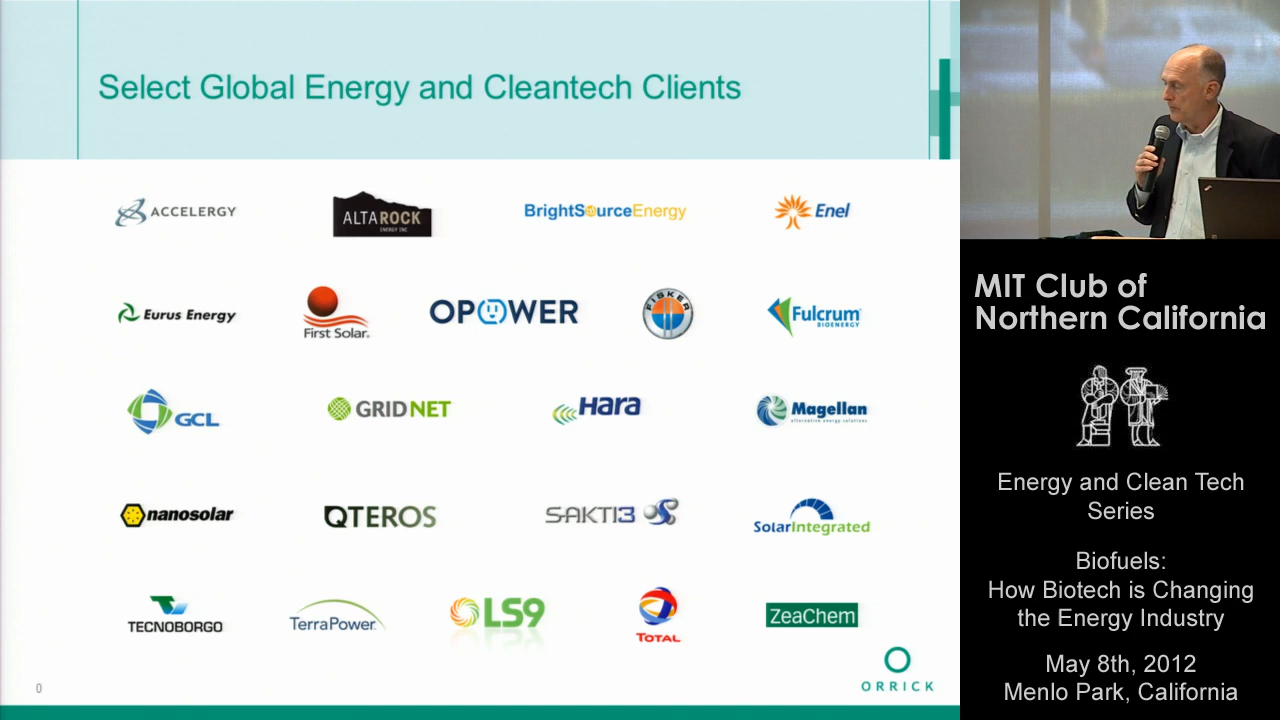 Select Global Energy and Cleantech Clients
ACCELERGY
ALTAROCK
ENERGY INC
BrightSourceEnergy
Enel
Eurus Energy
First Solar.
OPOWER
FISKER
Fulcrum
BIOENERGY
GCL
GRID NET
HARA
Magellan
alternative energy solutions
nanosolar
QTEROS
SAKTI3
SolarIntegrated
TECNOBORGO
TerraPower.
LS9
TOTAL
ZeaChem
ORRICK
0
MIT Club of
Northern California
Energy and Clean Tech
Series
Biofuels:
How Biotech is Changing
the Energy Industry
May 8th, 2012
Menlo Park, California